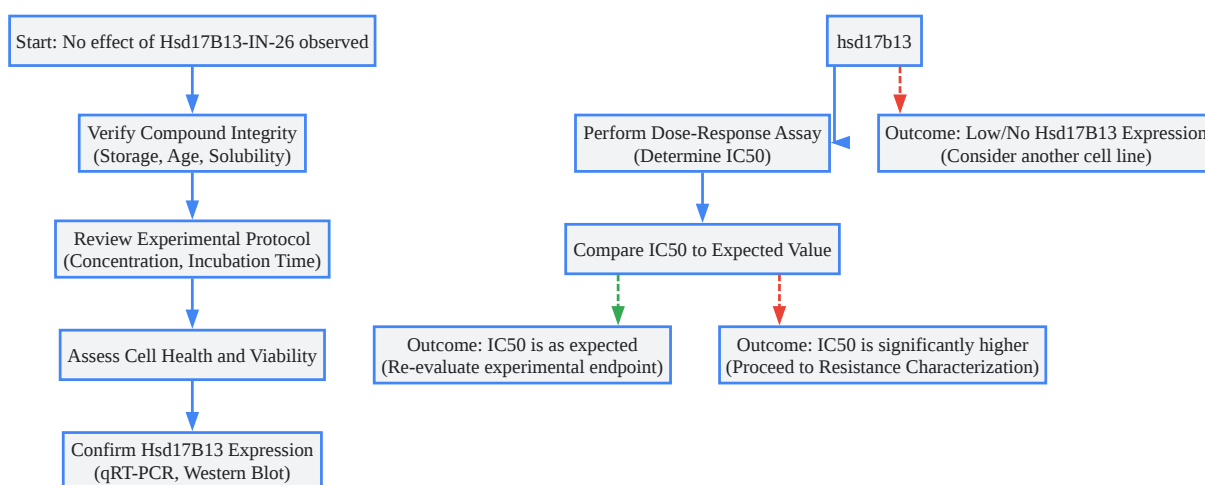 Start: No effect of Hsd17B13-IN-26 observed
Verify Compound Integrity
(Storage, Age, Solubility)
Review Experimental Protocol
(Concentration, Incubation Time)
Assess Cell Health and Viability
Confirm Hsd17B13 Expression
(qRT-PCR, Western Blot)
hsd17b13
Perform Dose-Response Assay
(Determine IC50)
Outcome: Low/No Hsd17B13 Expression
(Consider another cell line)
Compare IC50 to Expected Value
Outcome: IC50 is as expected
(Re-evaluate experimental endpoint)
Outcome: IC50 is significantly higher
(Proceed to Resistance Characterization)